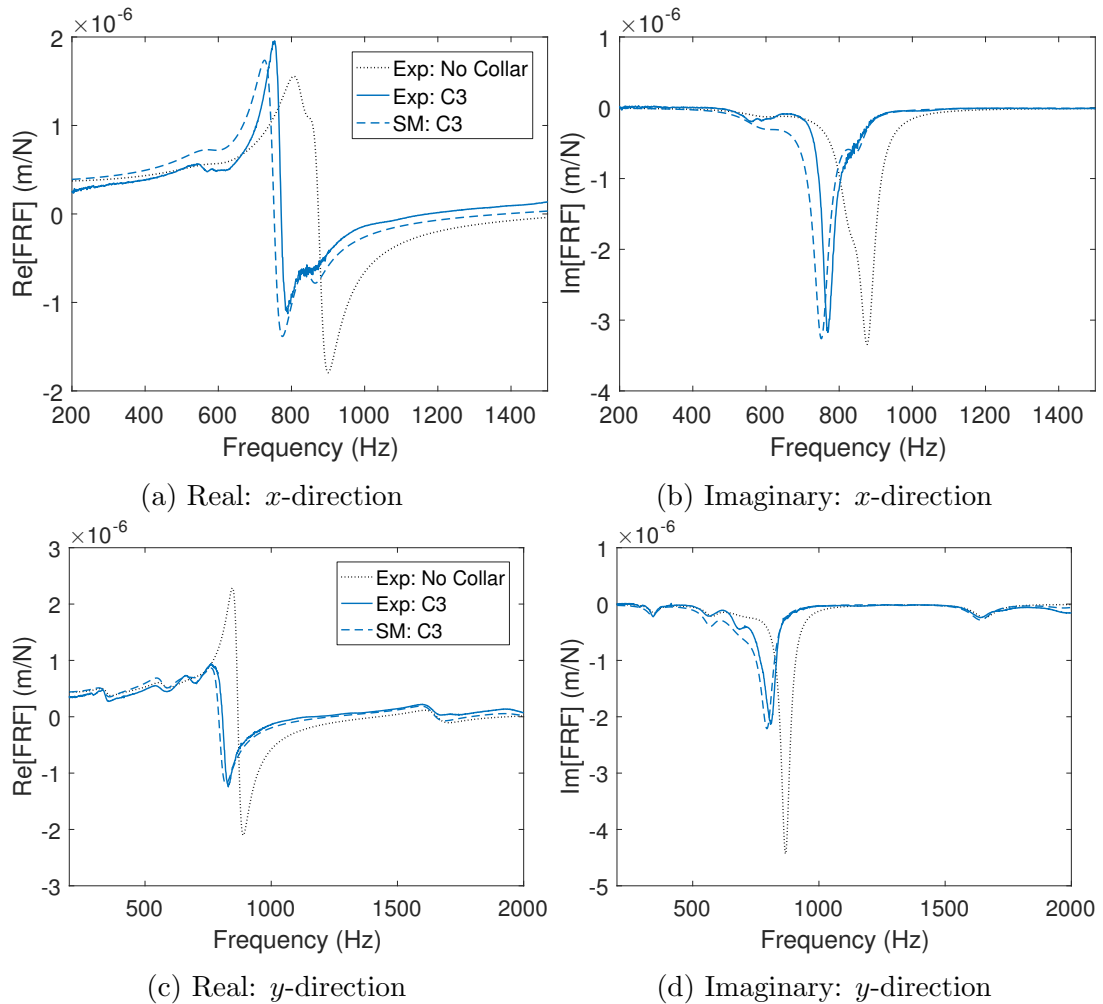 ×10⁻⁶
2
1
0
-1
-2
Re[FRF] (m/N)
Exp: No Collar
Exp: C3
SM: C3
200 400 600 800 1000 1200 1400
Frequency (Hz)
(a) Real: x-direction
×10⁻⁶
1
0
-1
-2
-3
-4
Im[FRF] (m/N)
200 400 600 800 1000 1200 1400
Frequency (Hz)
(b) Imaginary: x-direction
×10⁻⁶
3
2
1
0
-1
-2
-3
Re[FRF] (m/N)
Exp: No Collar
Exp: C3
SM: C3
500 1000 1500 2000
Frequency (Hz)
(c) Real: y-direction
×10⁻⁶
1
0
-1
-2
-3
-4
-5
Im[FRF] (m/N)
500 1000 1500 2000
Frequency (Hz)
(d) Imaginary: y-direction